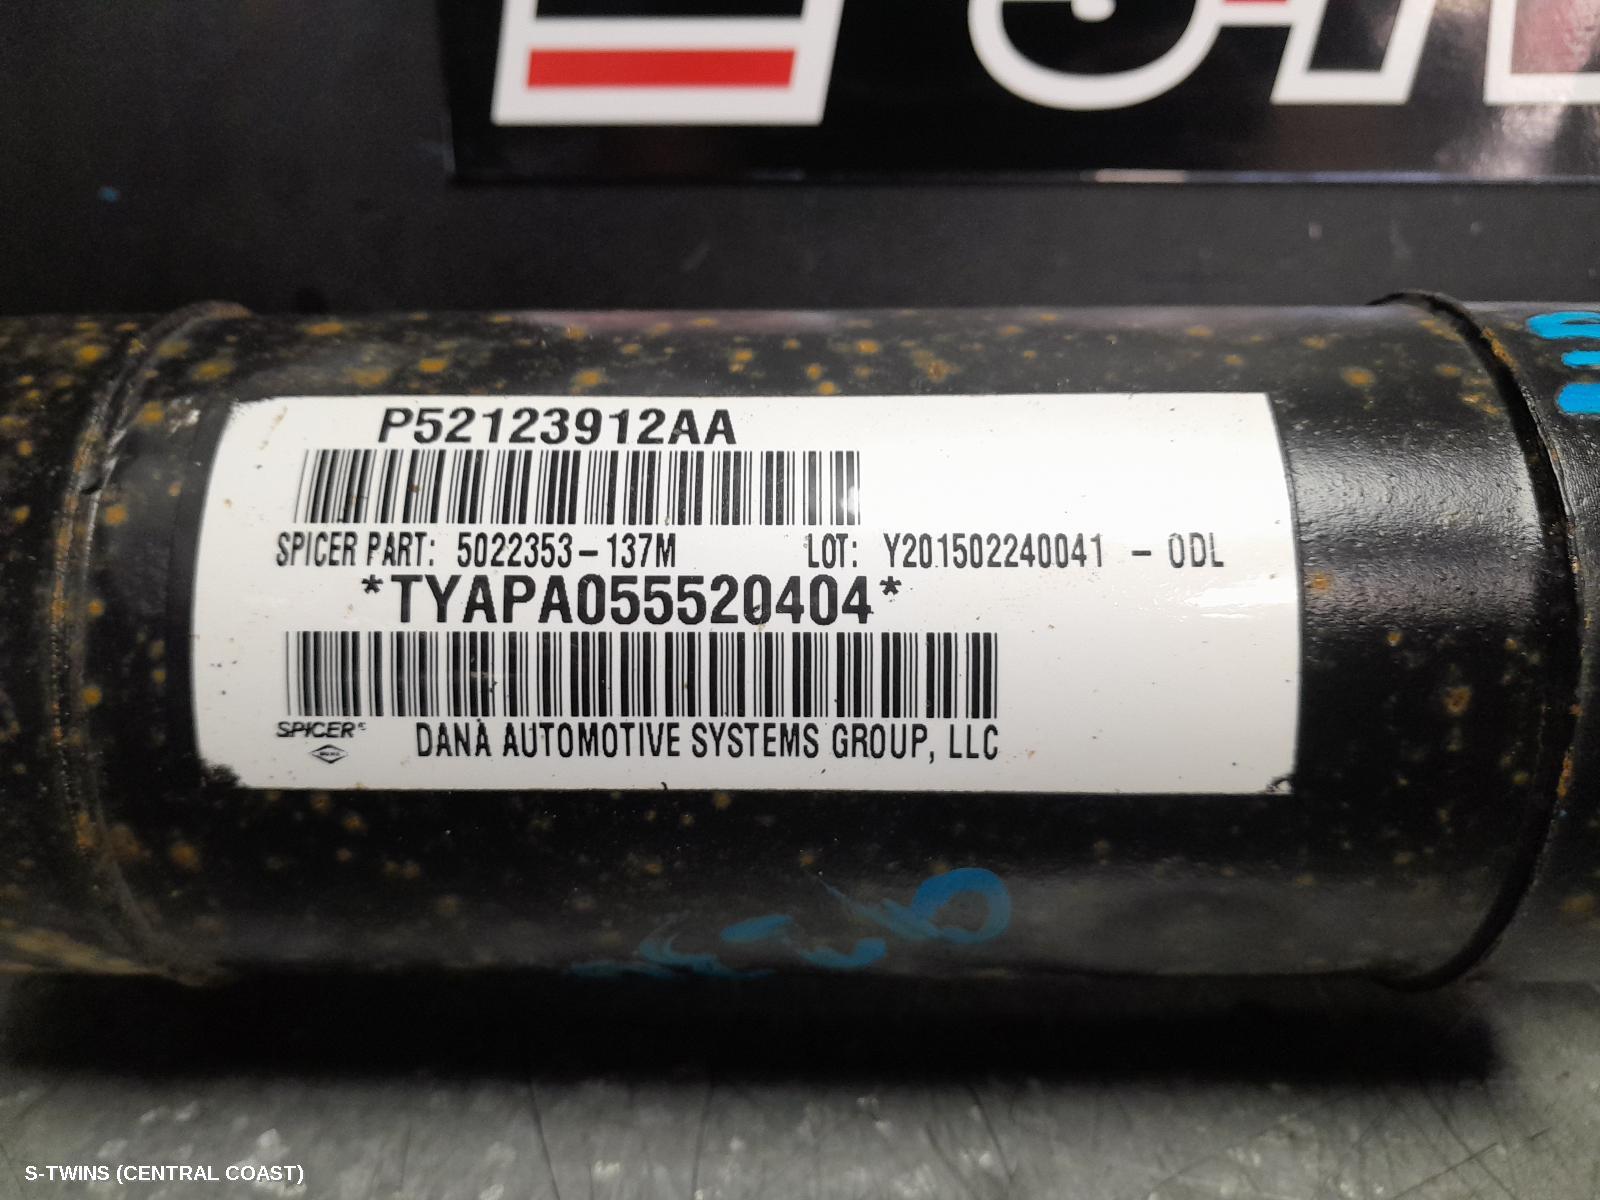 P52123912AA
SPICER PART: 5022353-137M LOT: Y201502240041 - ODL
*TYAPA055520404*
SPICER
DANA AUTOMOTIVE SYSTEMS GROUP, LLC
S-TWINS (CENTRAL COAST)